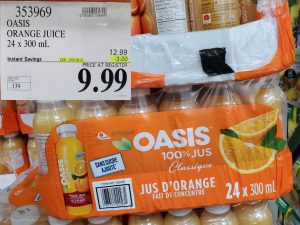 353969
OASIS
ORANGE JUICE
24 x 300 mL
12.99
Instant Savings
-3.00
PRICE AT REGISTER
9.99
139
OASIS
100% JUS
Classique
SANS SUCRE
AJOUTÉ
JUS D'ORANGE
FAIT DE CONCENTRÉ
24 x 300 mL